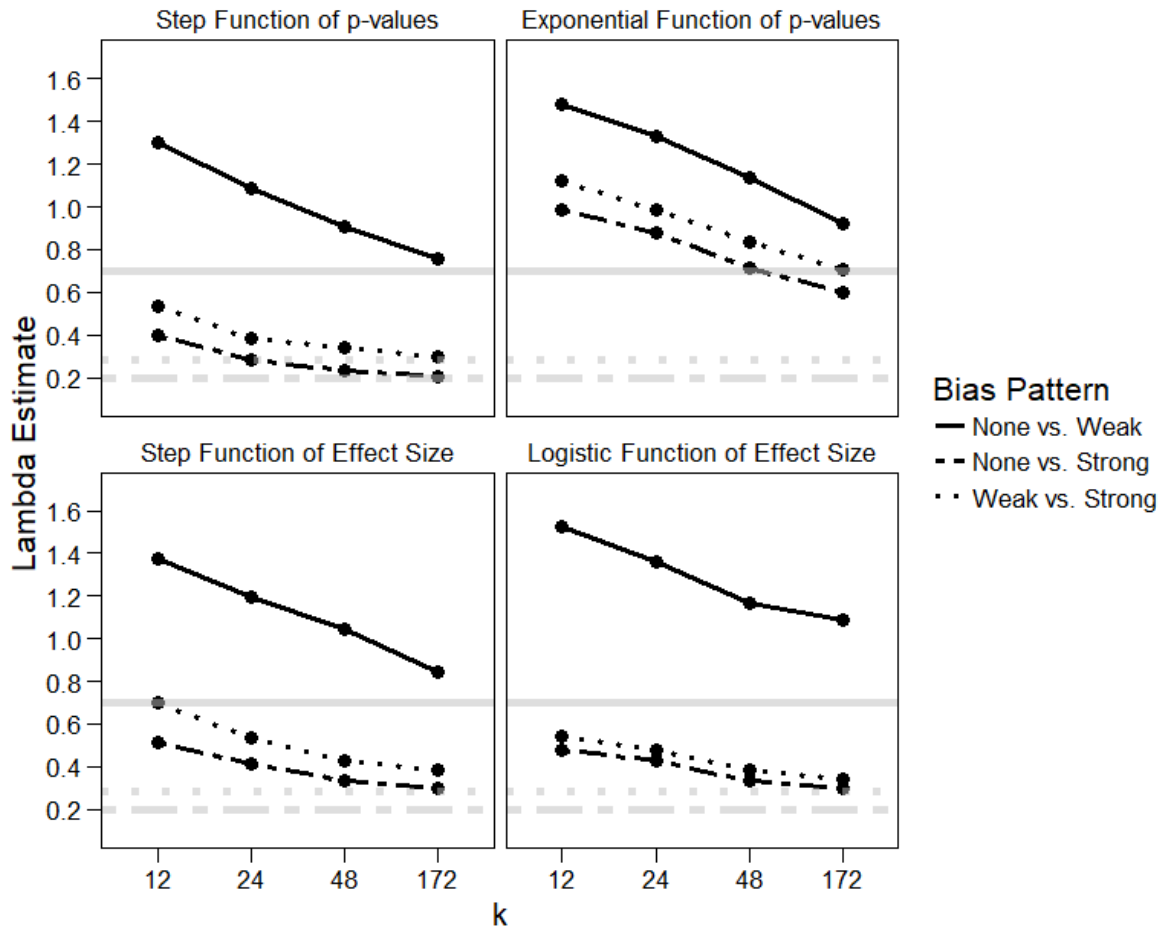 Step Function of p-values
Exponential Function of p-values
1.6
1.4
1.2
1.0
0.8
0.6
0.4
0.2
Step Function of Effect Size
Logistic Function of Effect Size
1.6
1.4
1.2
1.0
0.8
0.6
0.4
0.2
Lambda Estimate
12 24 48 172
12 24 48 172
k
Bias Pattern
None vs. Weak
None vs. Strong
Weak vs. Strong